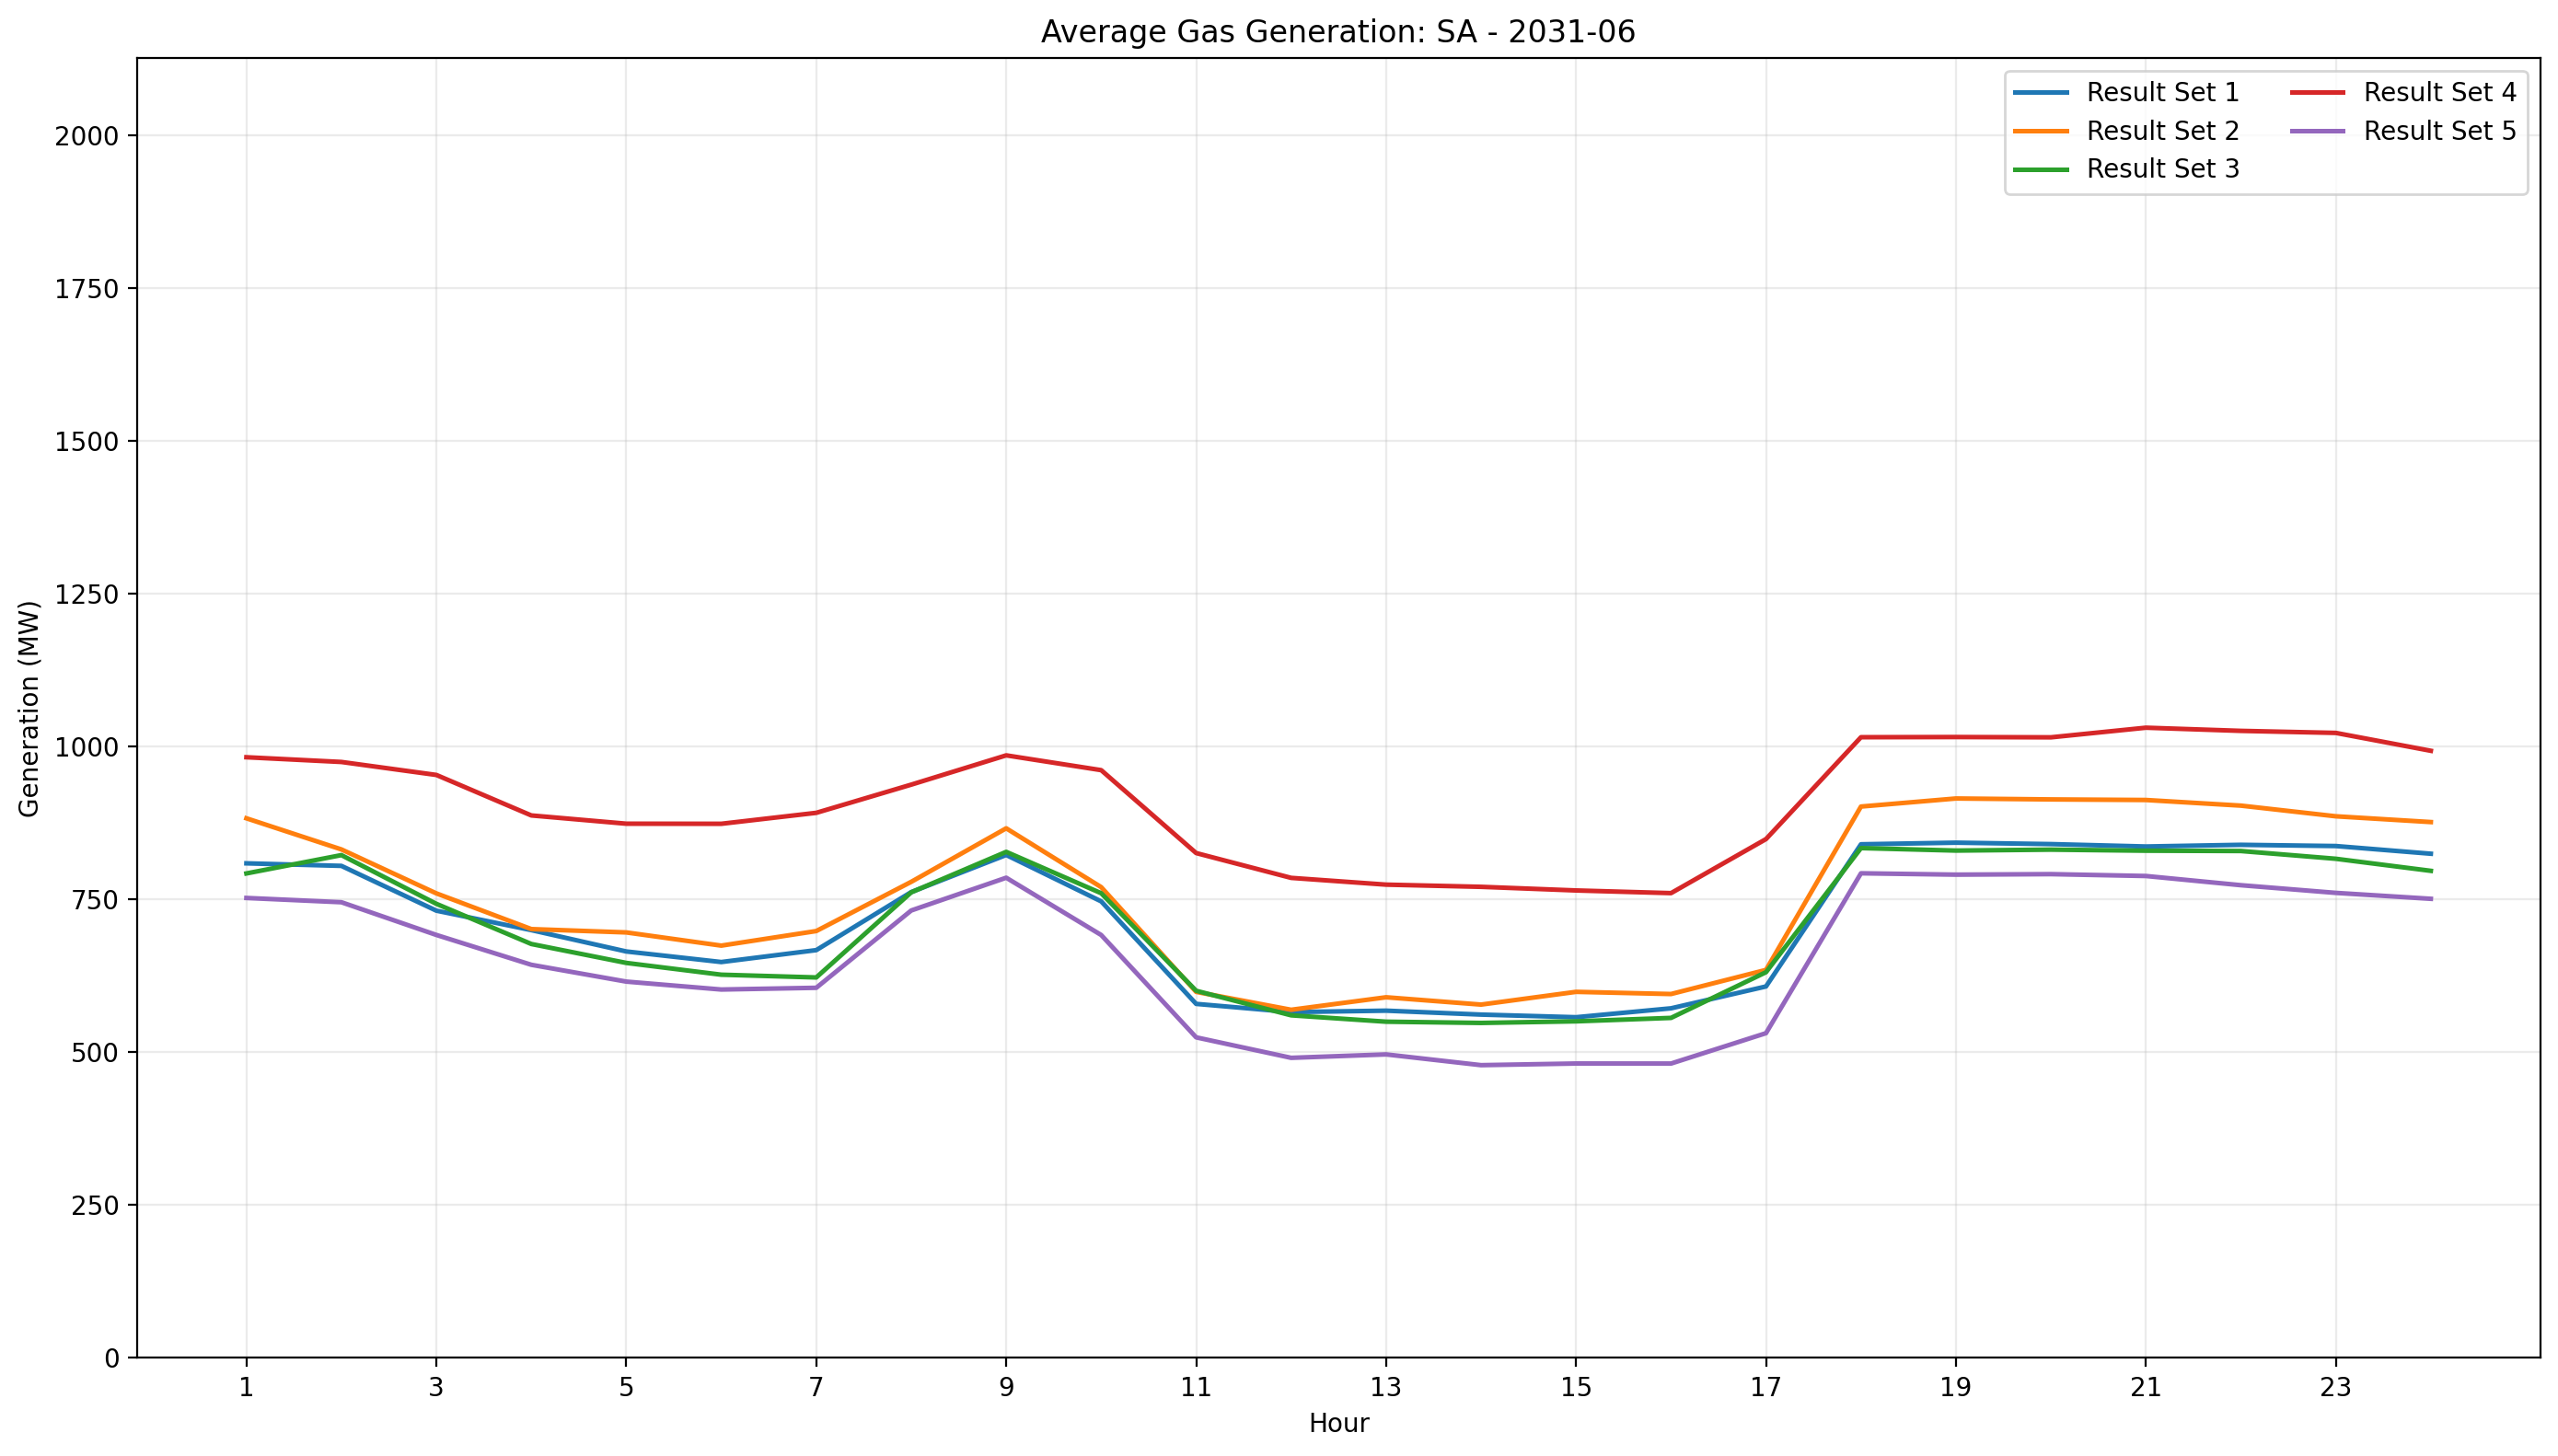 Average Gas Generation: SA - 2031-06
Result Set 1
Result Set 2
Result Set 3
Result Set 4
Result Set 5
Generation (MW)
2000
1750
1500
1250
1000
750
500
250
0
1 3 5 7 9 11 13 15 17 19 21 23
Hour